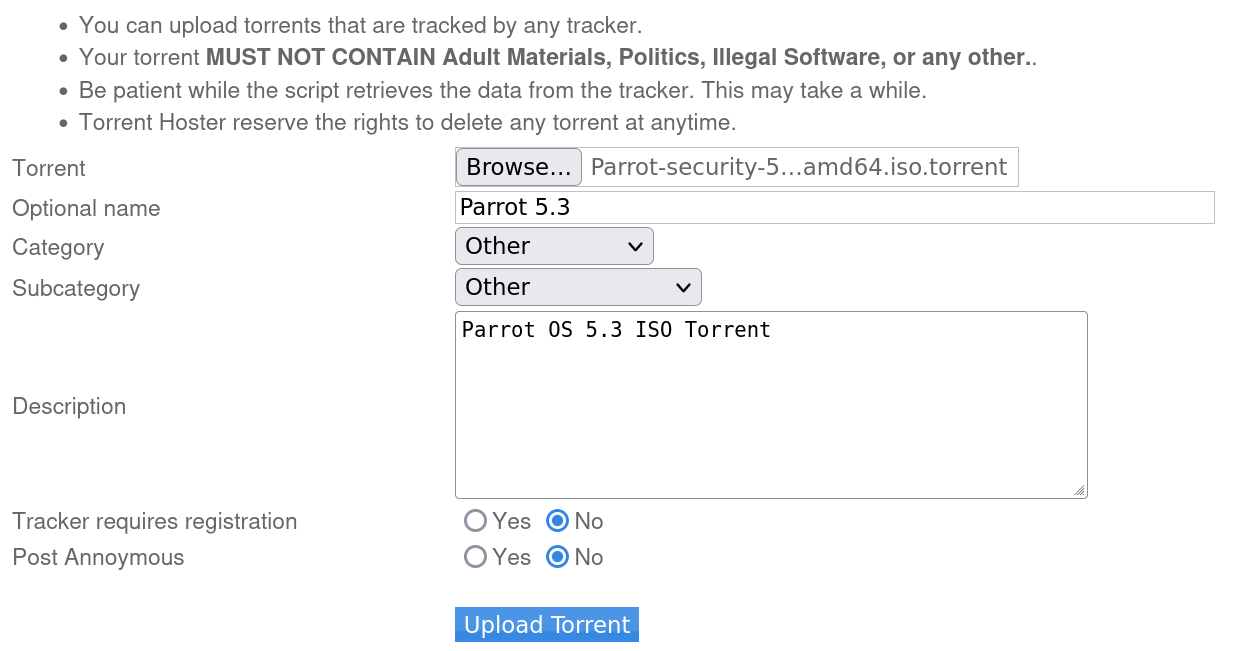 • You can upload torrents that are tracked by any tracker.
• Your torrent MUST NOT CONTAIN Adult Materials, Politics, Illegal Software, or any other..
• Be patient while the script retrieves the data from the tracker. This may take a while.
• Torrent Hoster reserve the rights to delete any torrent at anytime.
Torrent Browse... Parrot-security-5...amd64.iso.torrent
Optional name Parrot 5.3
Category Other
Subcategory Other
Parrot OS 5.3 ISO Torrent
Description
Tracker requires registration Yes No
Post Annoymous Yes No
Upload Torrent